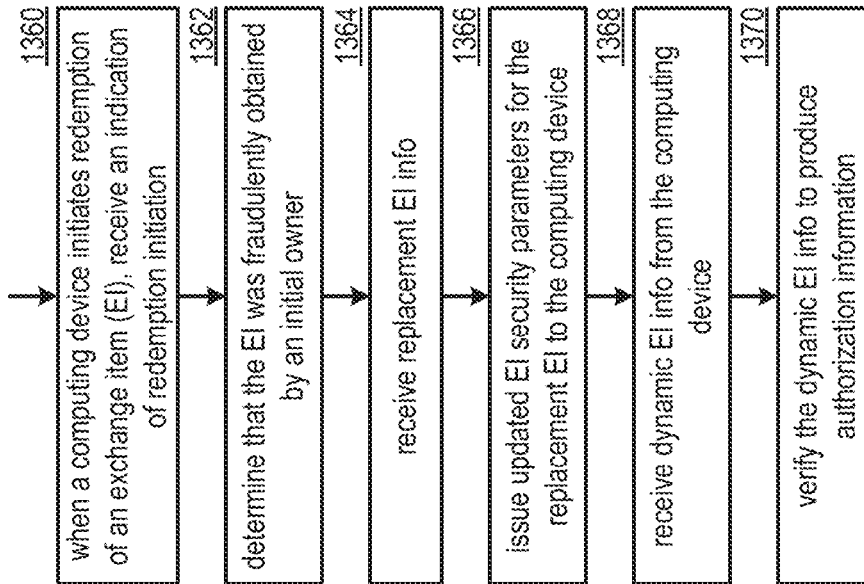 1360
when a computing device initiates redemption
of an exchange item (EI), receive an indication
of redemption initiation
1362
determine that the EI was fraudulently obtained
by an initial owner
1364
receive replacement EI info
1366
issue updated EI security parameters for the
replacement EI to the computing device
1368
receive dynamic EI info from the computing
device
1370
verify the dynamic EI info to produce
authorization information